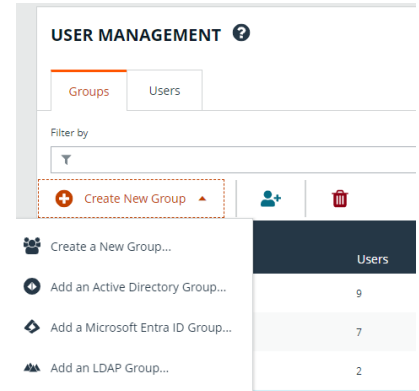 USER MANAGEMENT ?
Groups Users
Filter by
Create New Group
Create a New Group...
Users
Add an Active Directory Group...
9
Add a Microsoft Entra ID Group...
7
Add an LDAP Group...
2